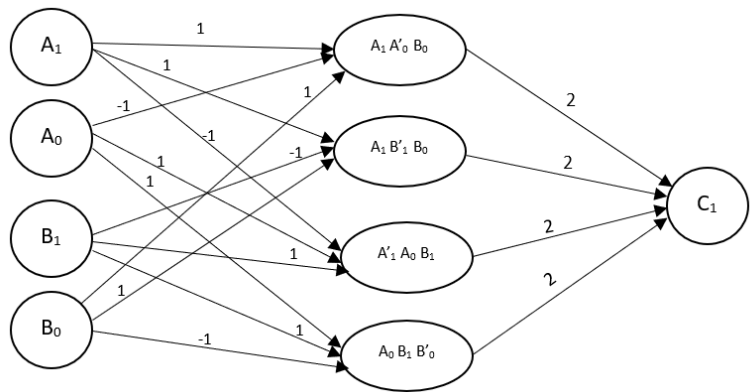 A₁
1
A₁ A′₀ B₀
1
2
1
-1
A₀
-1
1
-1
A₁ B′₁ B₀
2
1
C₁
B₁
1
A′₁ A₀ B₁
2
1
2
B₀
-1
1
A₀ B₁ B′₀